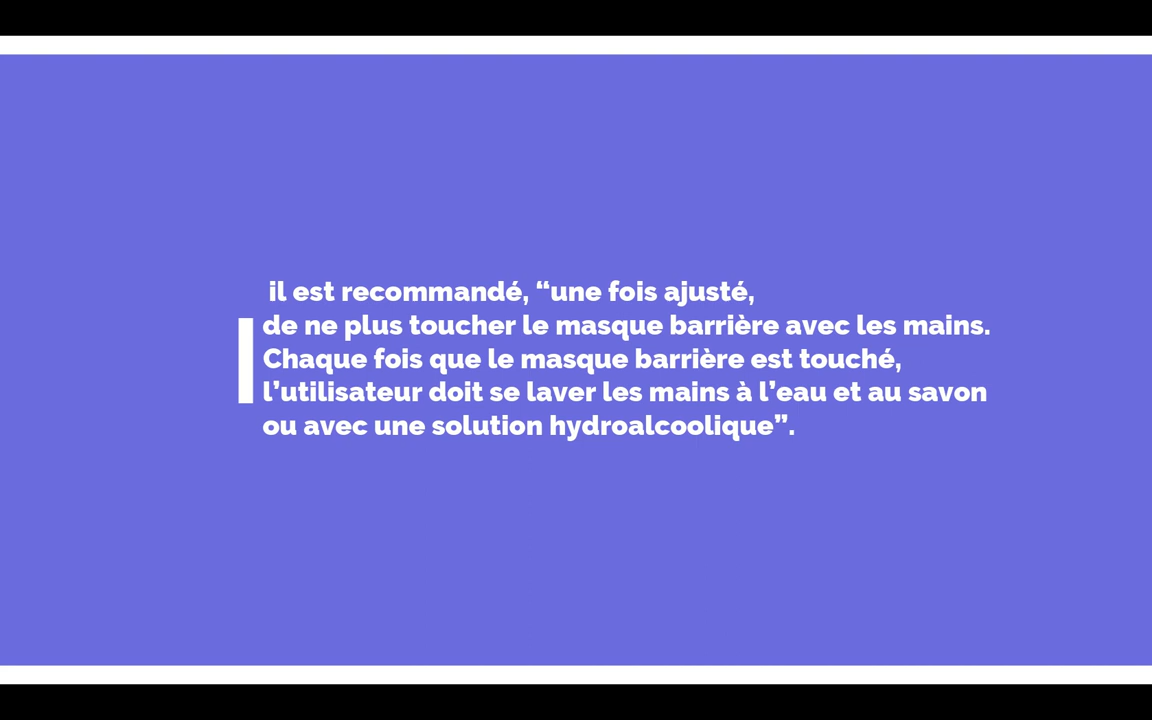 il est recommandé, “une fois ajusté,
de ne plus toucher le masque barrière avec les mains.
Chaque fois que le masque barrière est touché,
l’utilisateur doit se laver les mains à l’eau et au savon
ou avec une solution hydroalcoolique”.